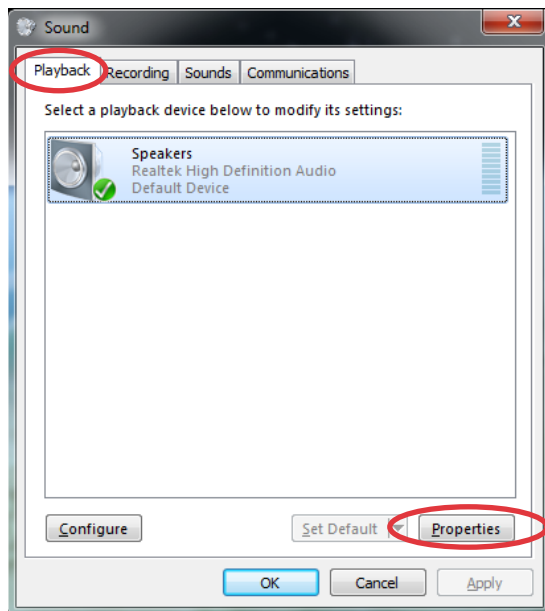 Sound
Playback Recording Sounds Communications
Select a playback device below to modify its settings:
Speakers
Realtek High Definition Audio
Default Device
Configure Set Default Properties
OK Cancel Apply